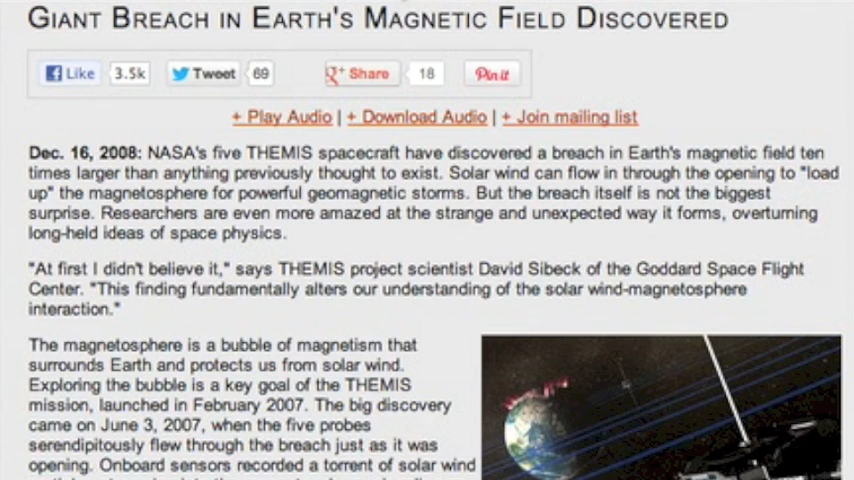 GIANT BREACH IN EARTH'S MAGNETIC FIELD DISCOVERED
Like 3.5k Tweet 69 Share 18 Pin it
+ Play Audio | + Download Audio | + Join mailing list
Dec. 16, 2008: NASA's five THEMIS spacecraft have discovered a breach in Earth's magnetic field ten
times larger than anything previously thought to exist. Solar wind can flow in through the opening to "load
up" the magnetosphere for powerful geomagnetic storms. But the breach itself is not the biggest
surprise. Researchers are even more amazed at the strange and unexpected way it forms, overturning
long-held ideas of space physics.
"At first I didn't believe it," says THEMIS project scientist David Sibeck of the Goddard Space Flight
Center. "This finding fundamentally alters our understanding of the solar wind-magnetosphere
interaction."
The magnetosphere is a bubble of magnetism that
surrounds Earth and protects us from solar wind.
Exploring the bubble is a key goal of the THEMIS
mission, launched in February 2007. The big discovery
came on June 3, 2007, when the five probes
serendipitously flew through the breach just as it was
opening. Onboard sensors recorded a torrent of solar wind